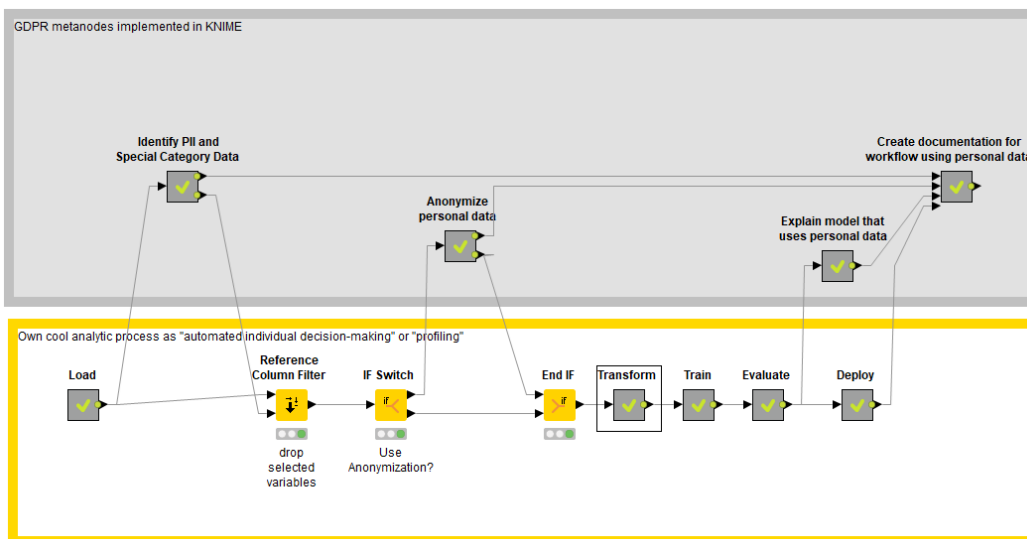 GDPR metanodes implemented in KNIME
Identify PII and
Special Category Data
Create documentation for
workflow using personal data
Anonymize
personal data
Explain model that
uses personal data
Own cool analytic process as "automated individual decision-making" or "profiling"
Load
Reference
Column Filter
IF Switch
End IF
Transform
Train
Evaluate
Deploy
if
if
drop
selected
variables
Use
Anonymization?